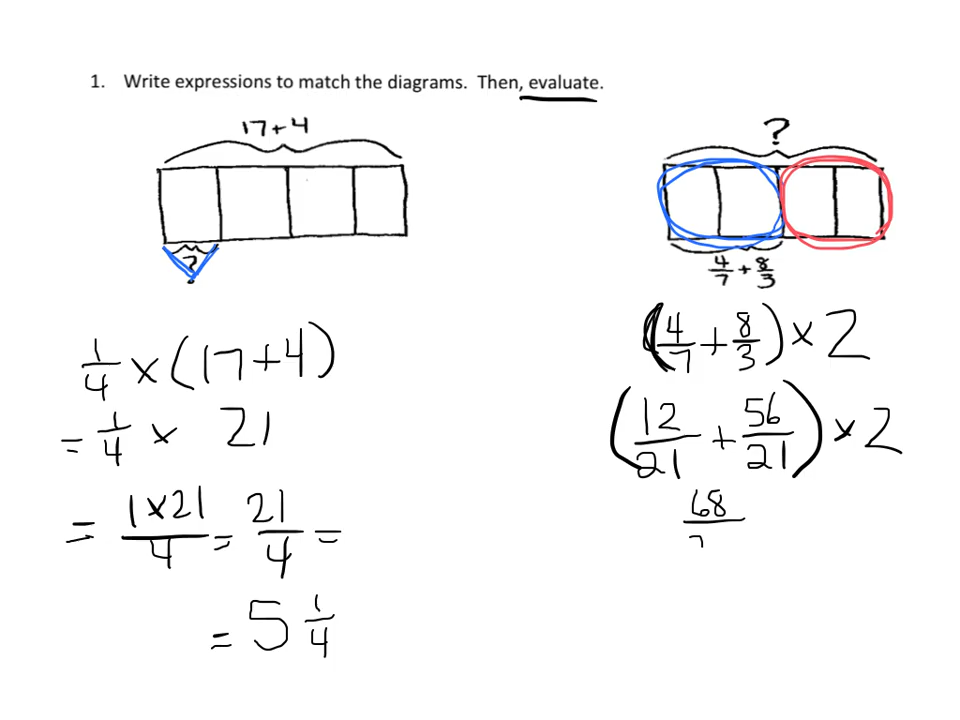 1. Write expressions to match the diagrams. Then, evaluate.
17+4
?
1/4 × (17+4)
= 1/4 × 21
= 1×21/4 = 21/4 =
= 5 1/4
?
4/7 + 8/3
(4/7 + 8/3) × 2
(12/21 + 56/21) × 2
68